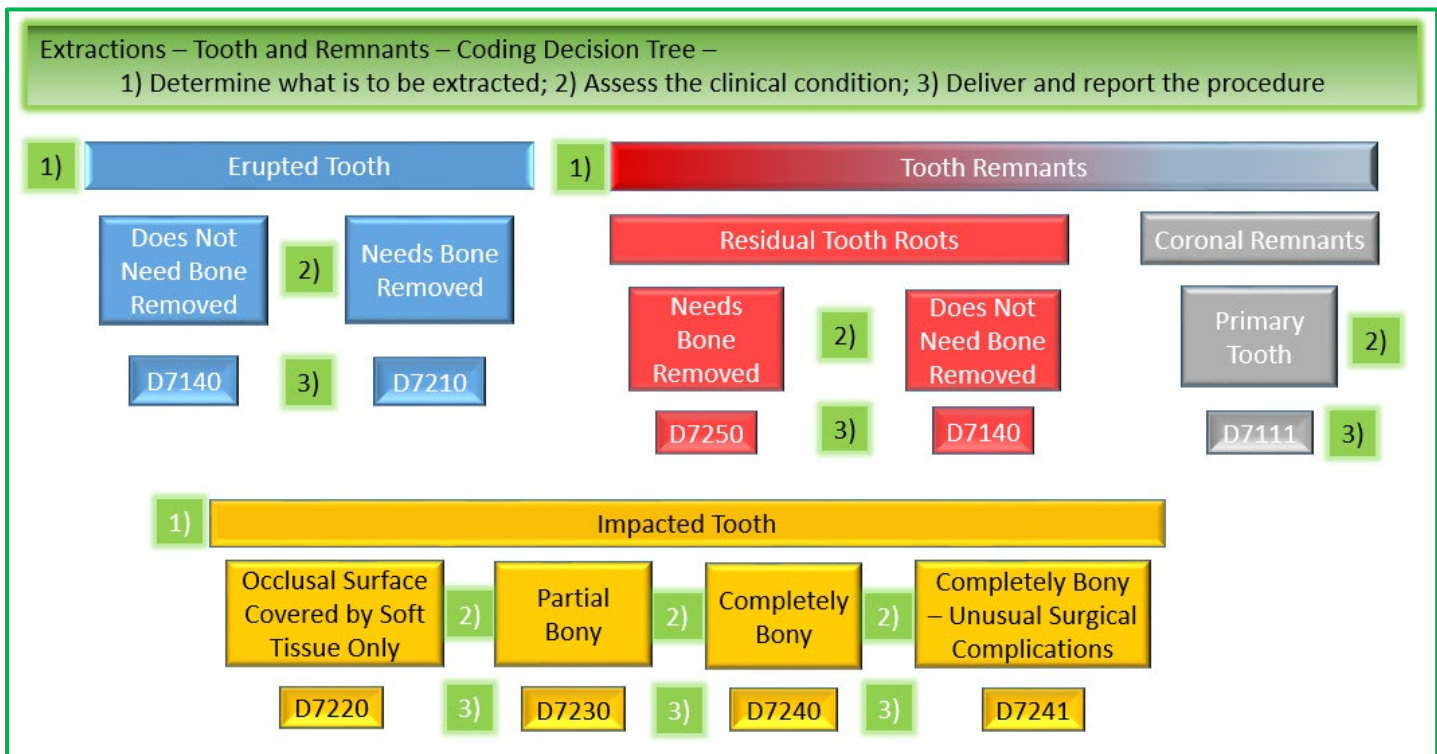 Extractions – Tooth and Remnants – Coding Decision Tree –
1) Determine what is to be extracted; 2) Assess the clinical condition; 3) Deliver and report the procedure
1)
Erupted Tooth
Does Not
Need Bone
Removed
2)
Needs Bone
Removed
D7140
3)
D7210
1)
Tooth Remnants
Residual Tooth Roots
Needs
Bone
Removed
2)
Does Not
Need Bone
Removed
D7250
3)
D7140
Coronal Remnants
Primary
Tooth
2)
D7111
3)
1)
Impacted Tooth
Occlusal Surface
Covered by Soft
Tissue Only
2)
Partial
Bony
2)
Completely
Bony
2)
Completely Bony
– Unusual Surgical
Complications
D7220
3)
D7230
3)
D7240
3)
D7241